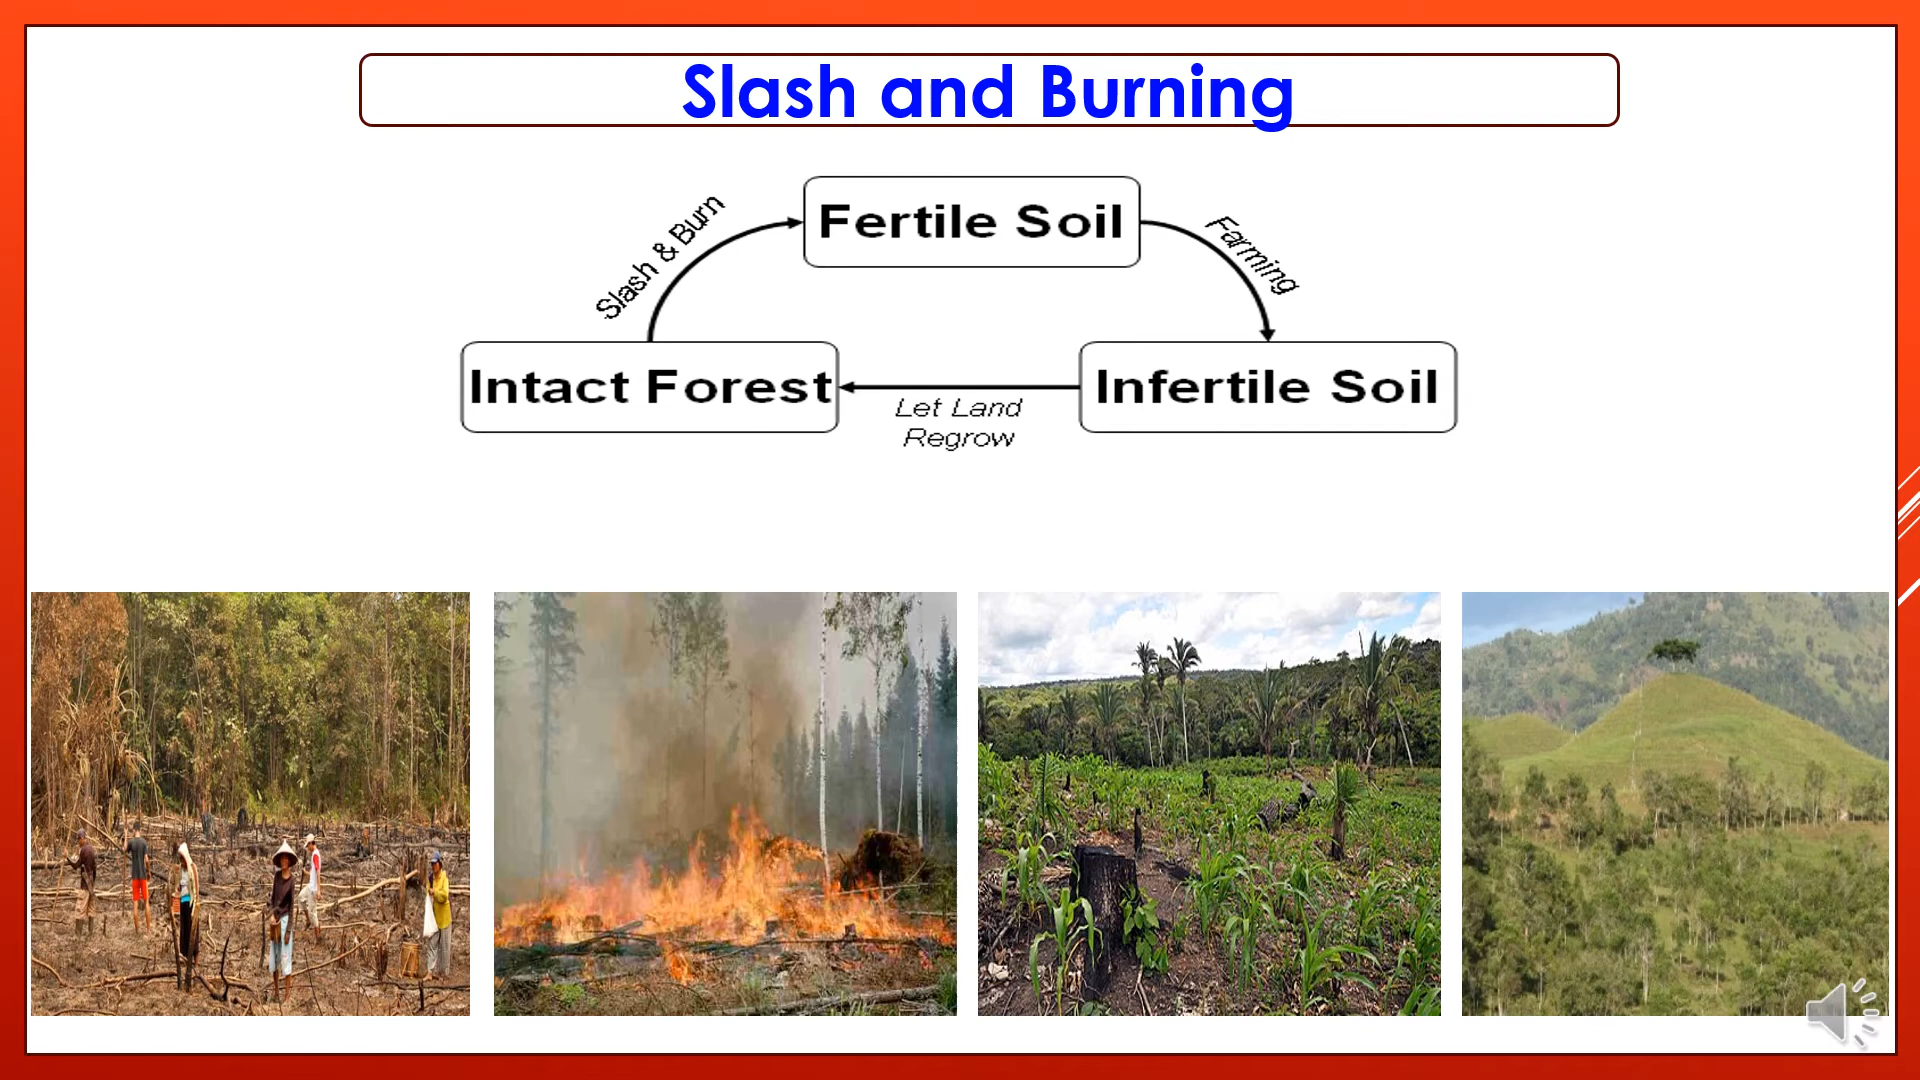 Slash and Burning
Slash & Burn
Fertile Soil
Farming
Intact Forest
Let Land
Regrow
Infertile Soil